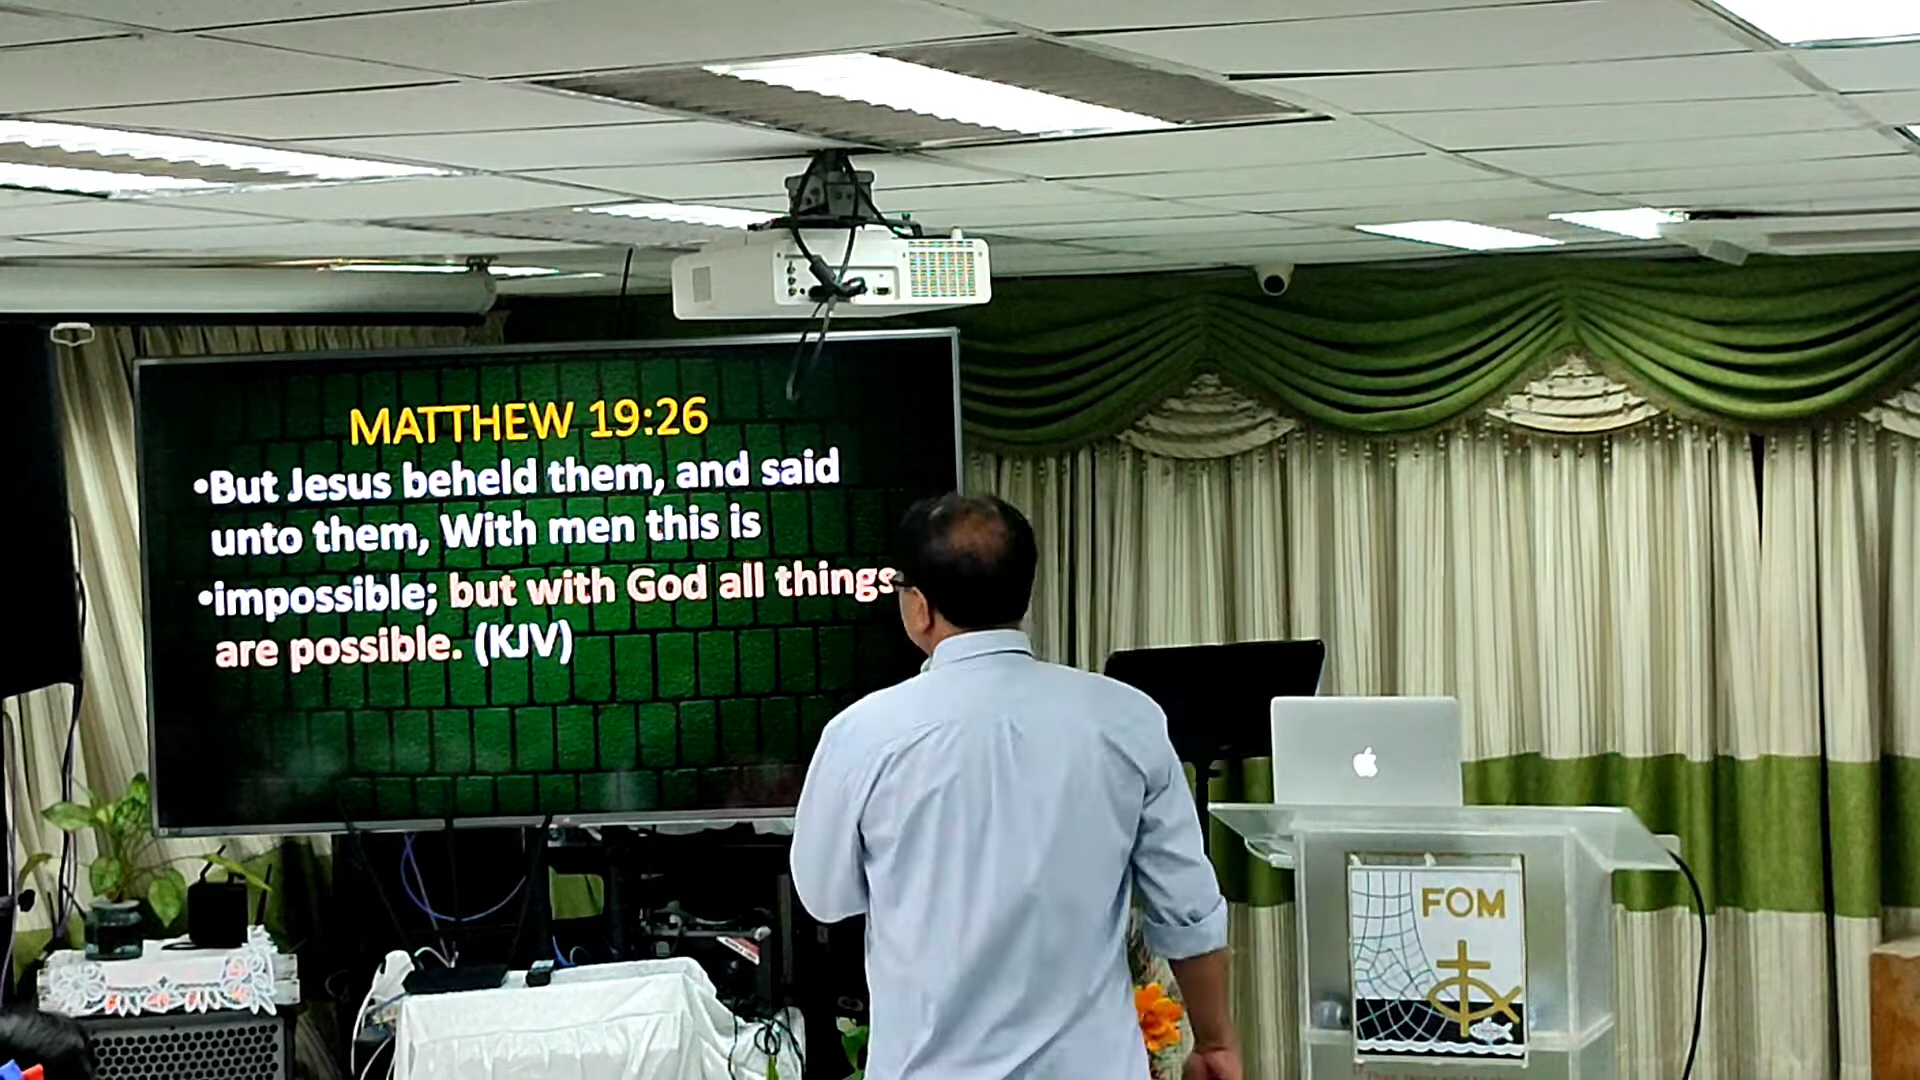 MATTHEW 19:26
•But Jesus beheld them, and said
unto them, With men this is
•impossible; but with God all things
are possible. (KJV)
FOM